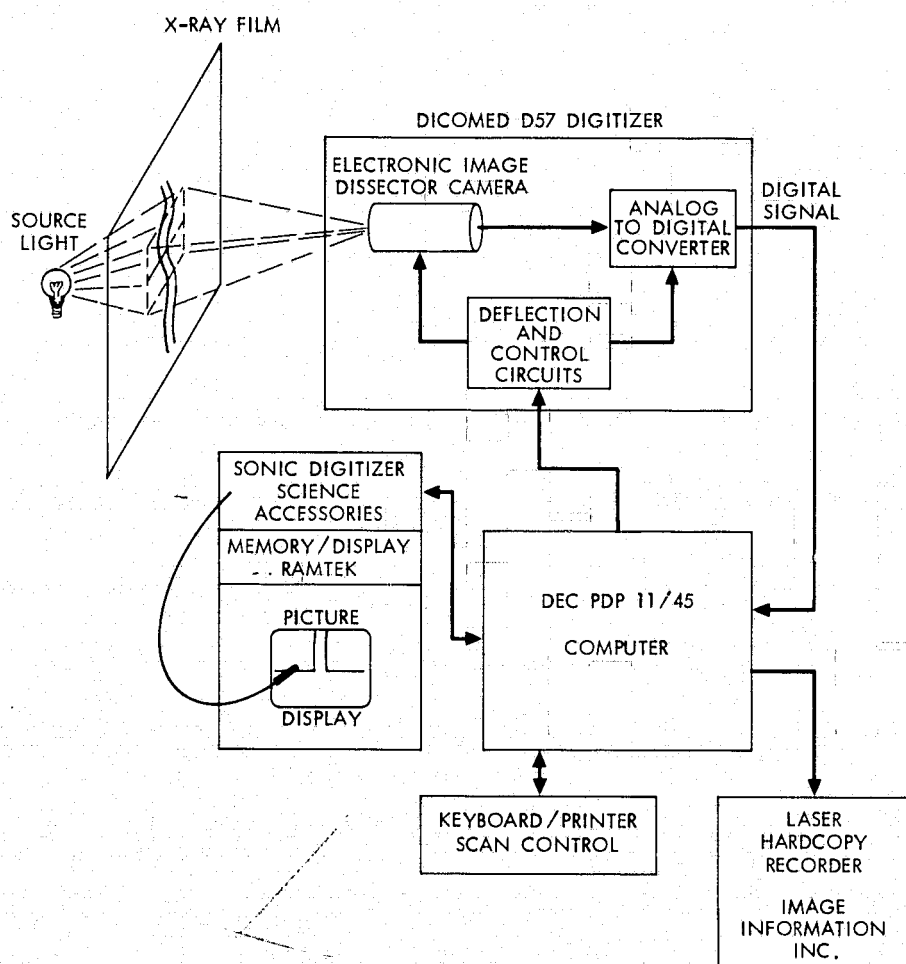 X-RAY FILM
DICOMED D57 DIGITIZER
ELECTRONIC IMAGE
DISSECTOR CAMERA
SOURCE
LIGHT
ANALOG
TO DIGITAL
CONVERTER
DIGITAL
SIGNAL
DEFLECTION
AND
CONTROL
CIRCUITS
SONIC DIGITIZER
SCIENCE
ACCESSORIES
MEMORY/DISPLAY
RAMTEK
PICTURE
DISPLAY
DEC PDP 11/45
COMPUTER
KEYBOARD/PRINTER
SCAN CONTROL
LASER
HARDCOPY
RECORDER
IMAGE
INFORMATION
INC.